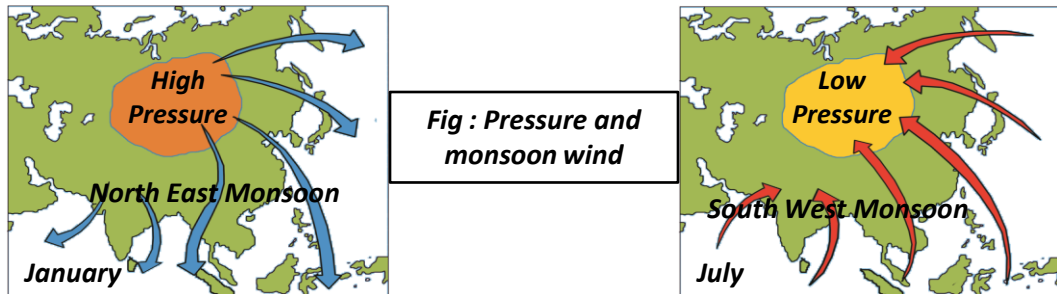 High
Pressure
North East Monsoon
January
Fig : Pressure and
monsoon wind
Low
Pressure
South West Monsoon
July